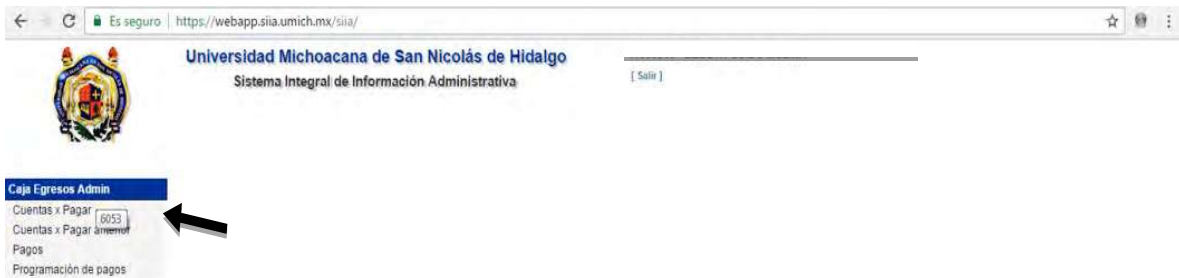 Es seguro | https://webapp.siia.umich.mx/siia/
Universidad Michoacana de San Nicolás de Hidalgo
Sistema Integral de Información Administrativa
[ Salir ]
Caja Egresos Admin
Cuentas x Pagar
6053
Cuentas x Pagar anterior
Pagos
Programación de pagos